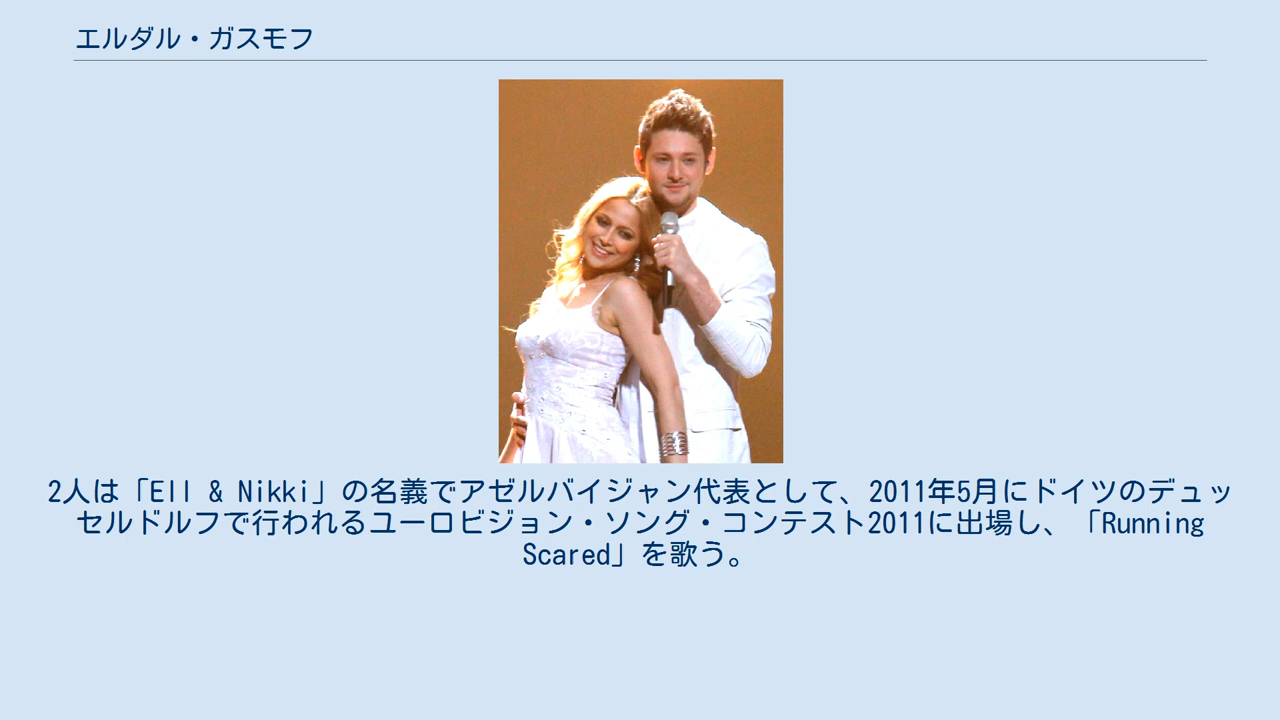 エルダル・ガスモフ
2人は「Ell & Nikki」の名義でアゼルバイジャン代表として、2011年5月にドイツのデュッ
セルドルフで行われるユーロビジョン・ソング・コンテスト2011に出場し、「Running
Scared」を歌う。